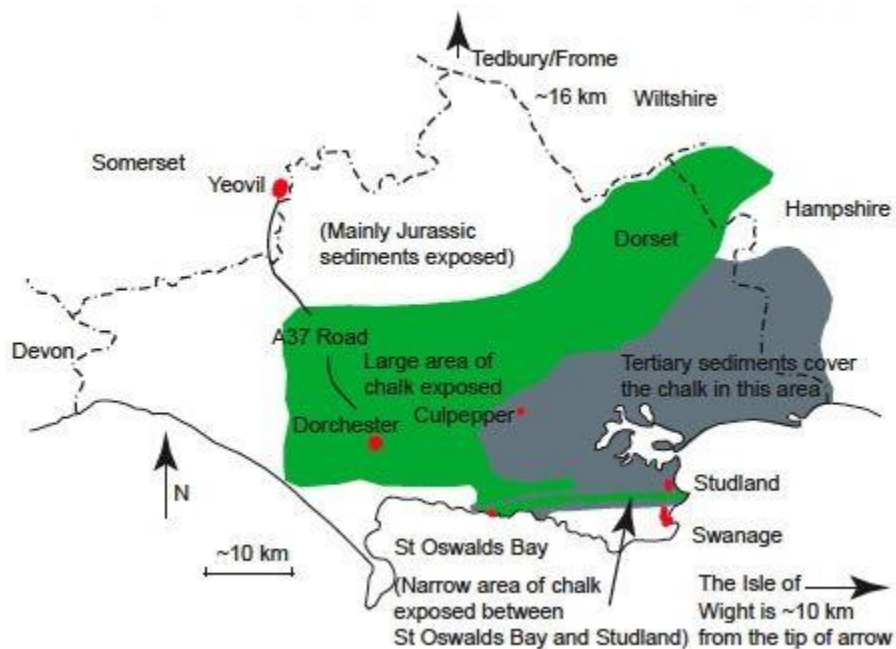 Tedbury/Frome
~16 km
Wiltshire
Somerset
Yeovil
Hampshire
(Mainly Jurassic
sediments exposed)
Dorset
Devon
A37 Road
Large area of
chalk exposed
Tertiary sediments cover
the chalk in this area
Culpepper
Dorchester
N
Studland
Swanage
~10 km
St Oswalds Bay
(Narrow area of chalk
exposed between
St Oswalds Bay and Studland)
The Isle of
Wight is ~10 km
from the tip of arrow